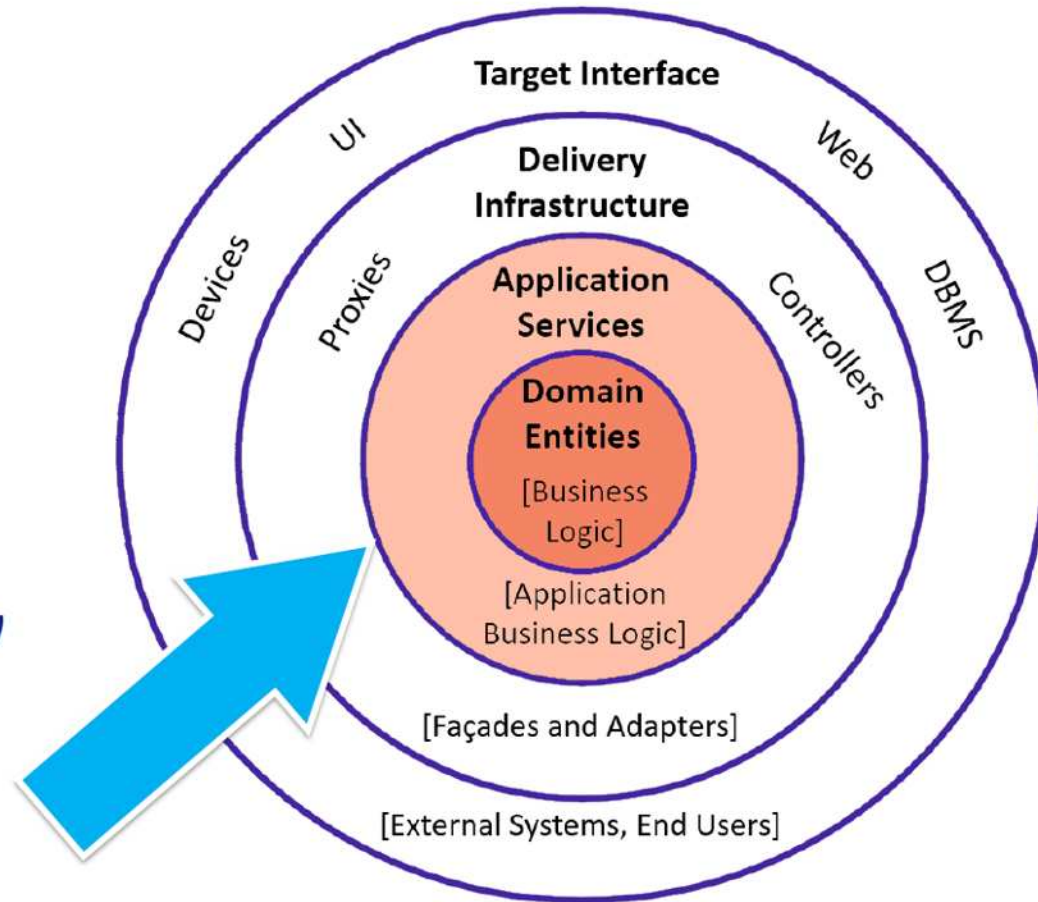 Target Interface
UI
Web
Devices
DBMS
Delivery
Infrastructure
Proxies
Controllers
Application
Services
Domain
Entities
[Business
Logic]
[Application
Business Logic]
[Façades and Adapters]
[External Systems, End Users]